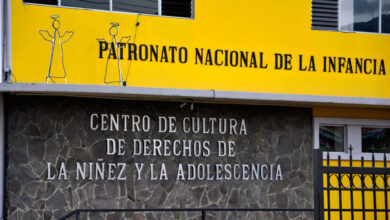 PATRONATO NACIONAL DE LA INFANCIA
CENTRO DE CULTURA
DE DERECHOS DE
LA NIÑEZ Y LA ADOLESCENCIA